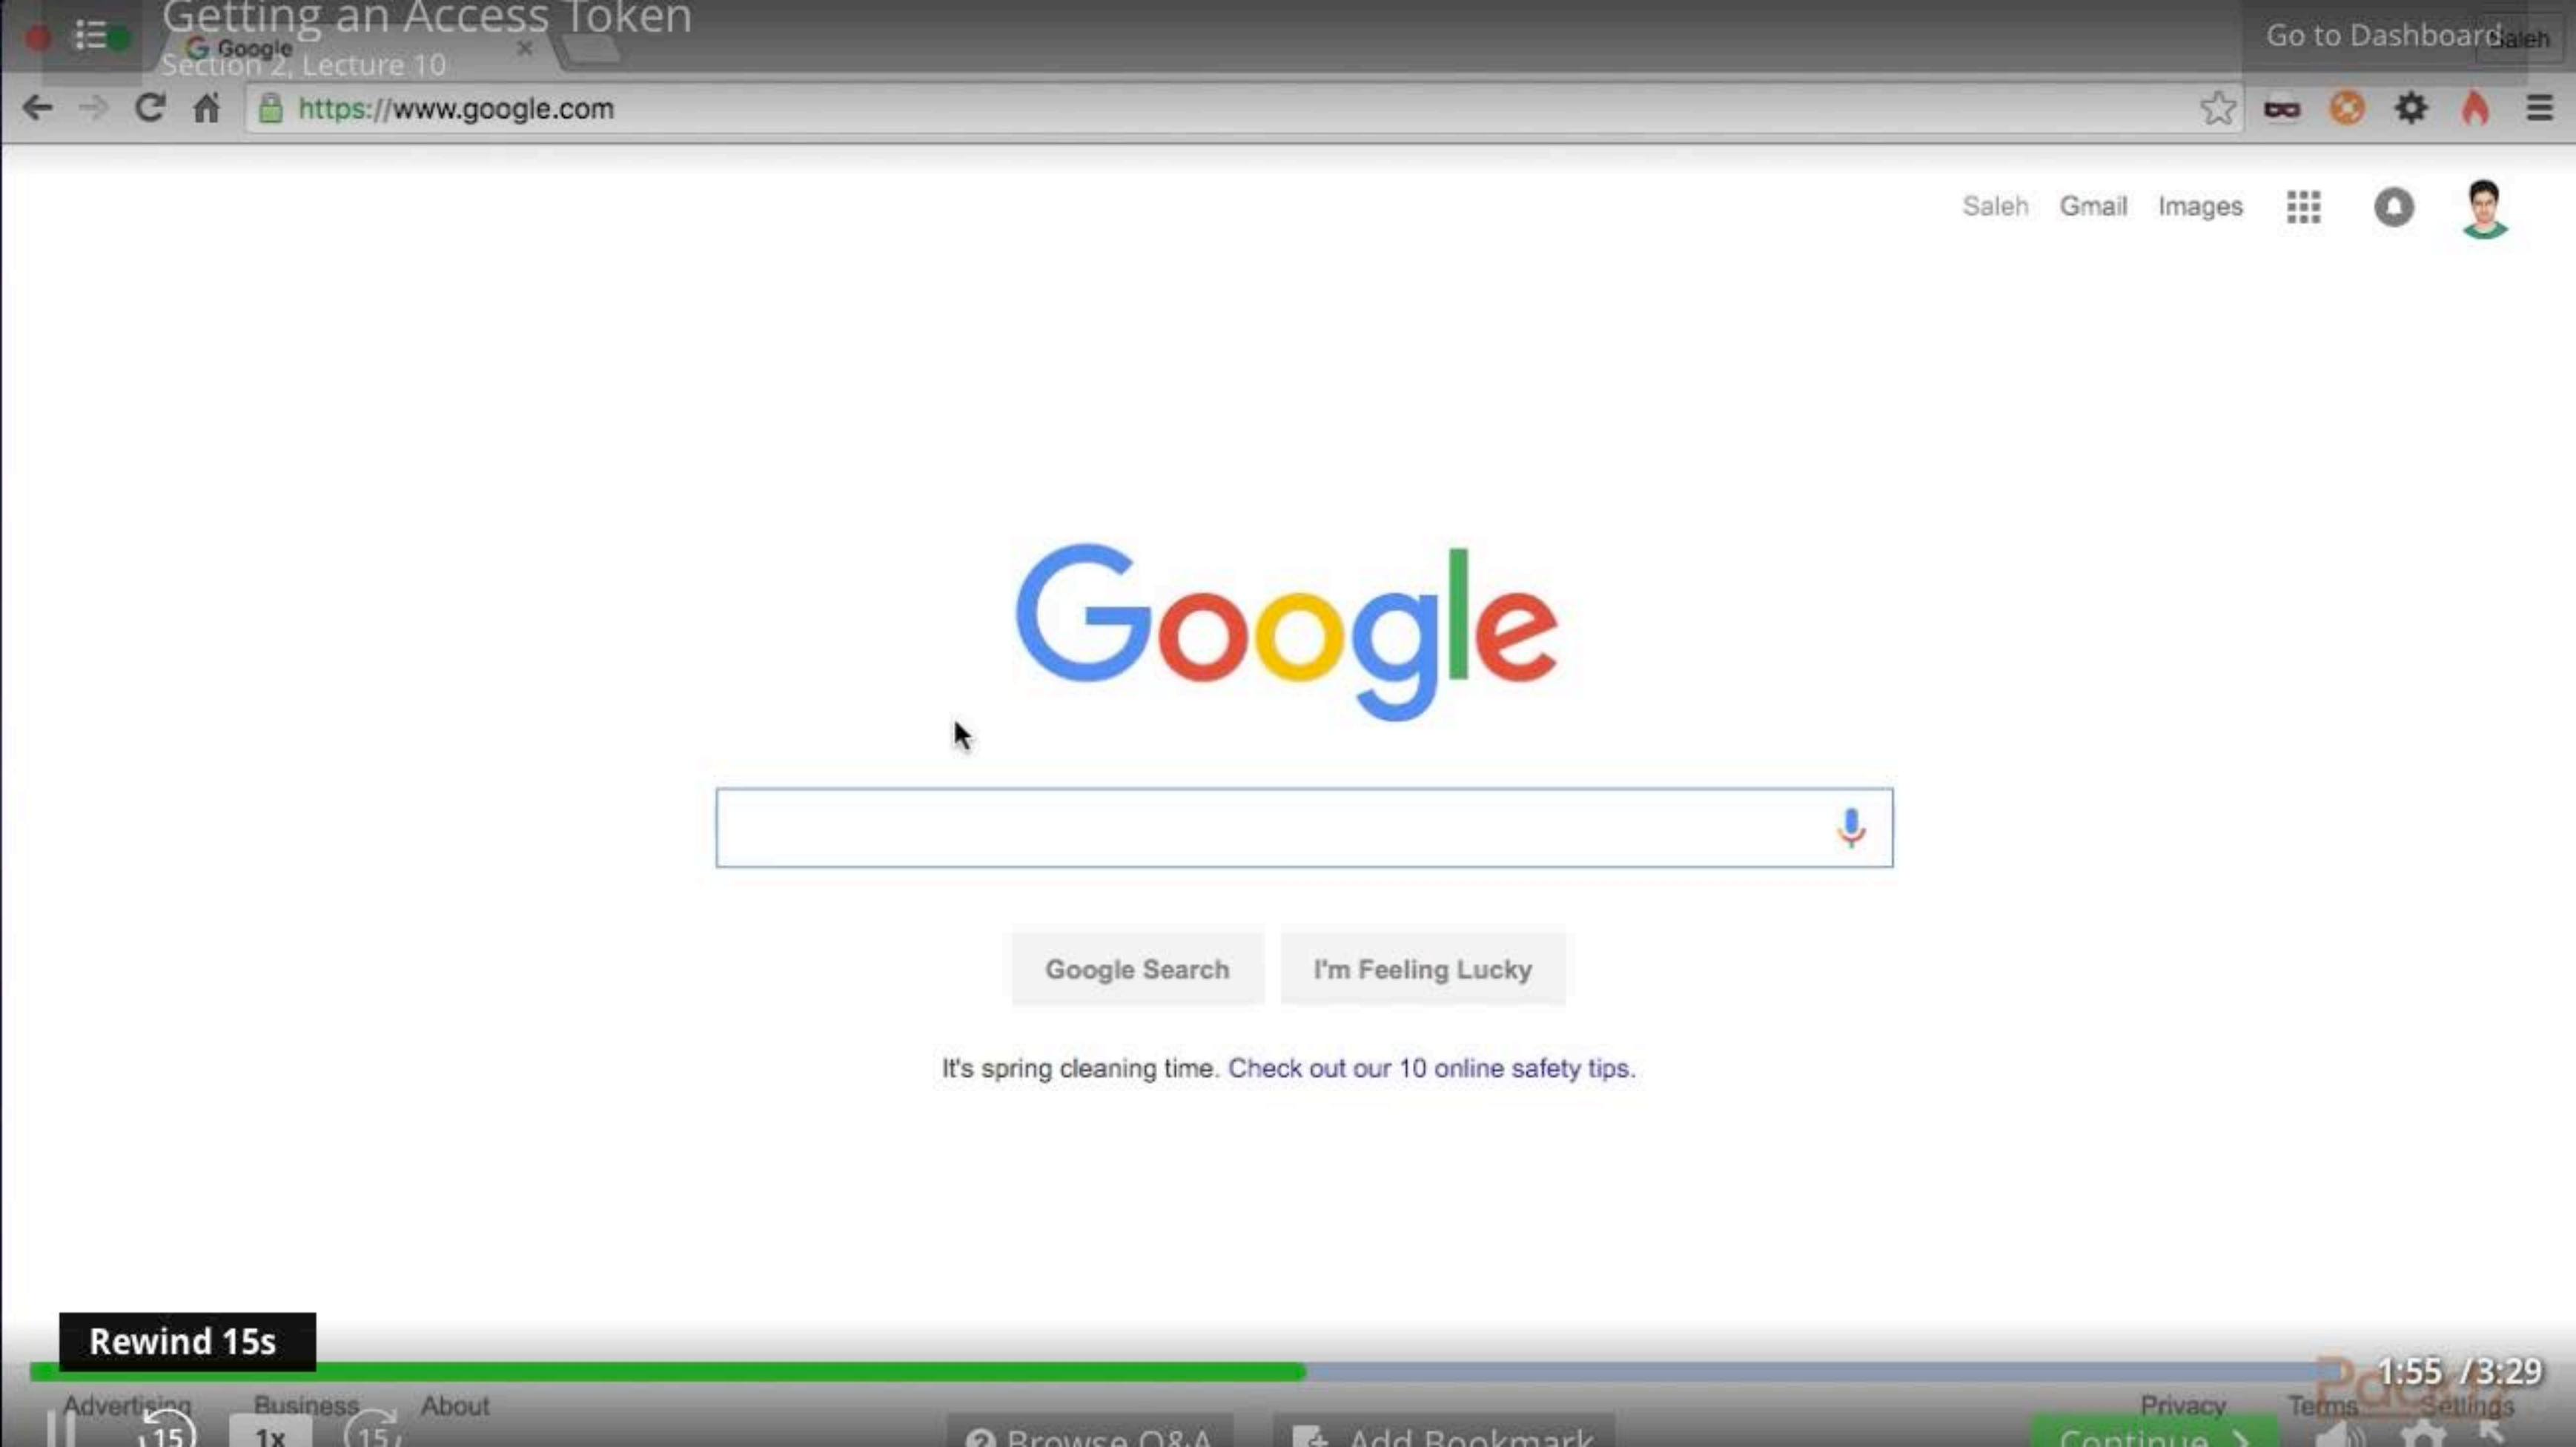 Getting an Access Token
Go to Dashboard
Saleh
Google
Section 2, Lecture 10
https://www.google.com
Saleh Gmail Images
Google
Google Search I'm Feeling Lucky
It's spring cleaning time. Check out our 10 online safety tips.
Rewind 15s
1:55 / 3:29
Packt
Advertising Business About
Privacy Terms Settings
15 1x 15
Browse Q&A Add Bookmark
Continue